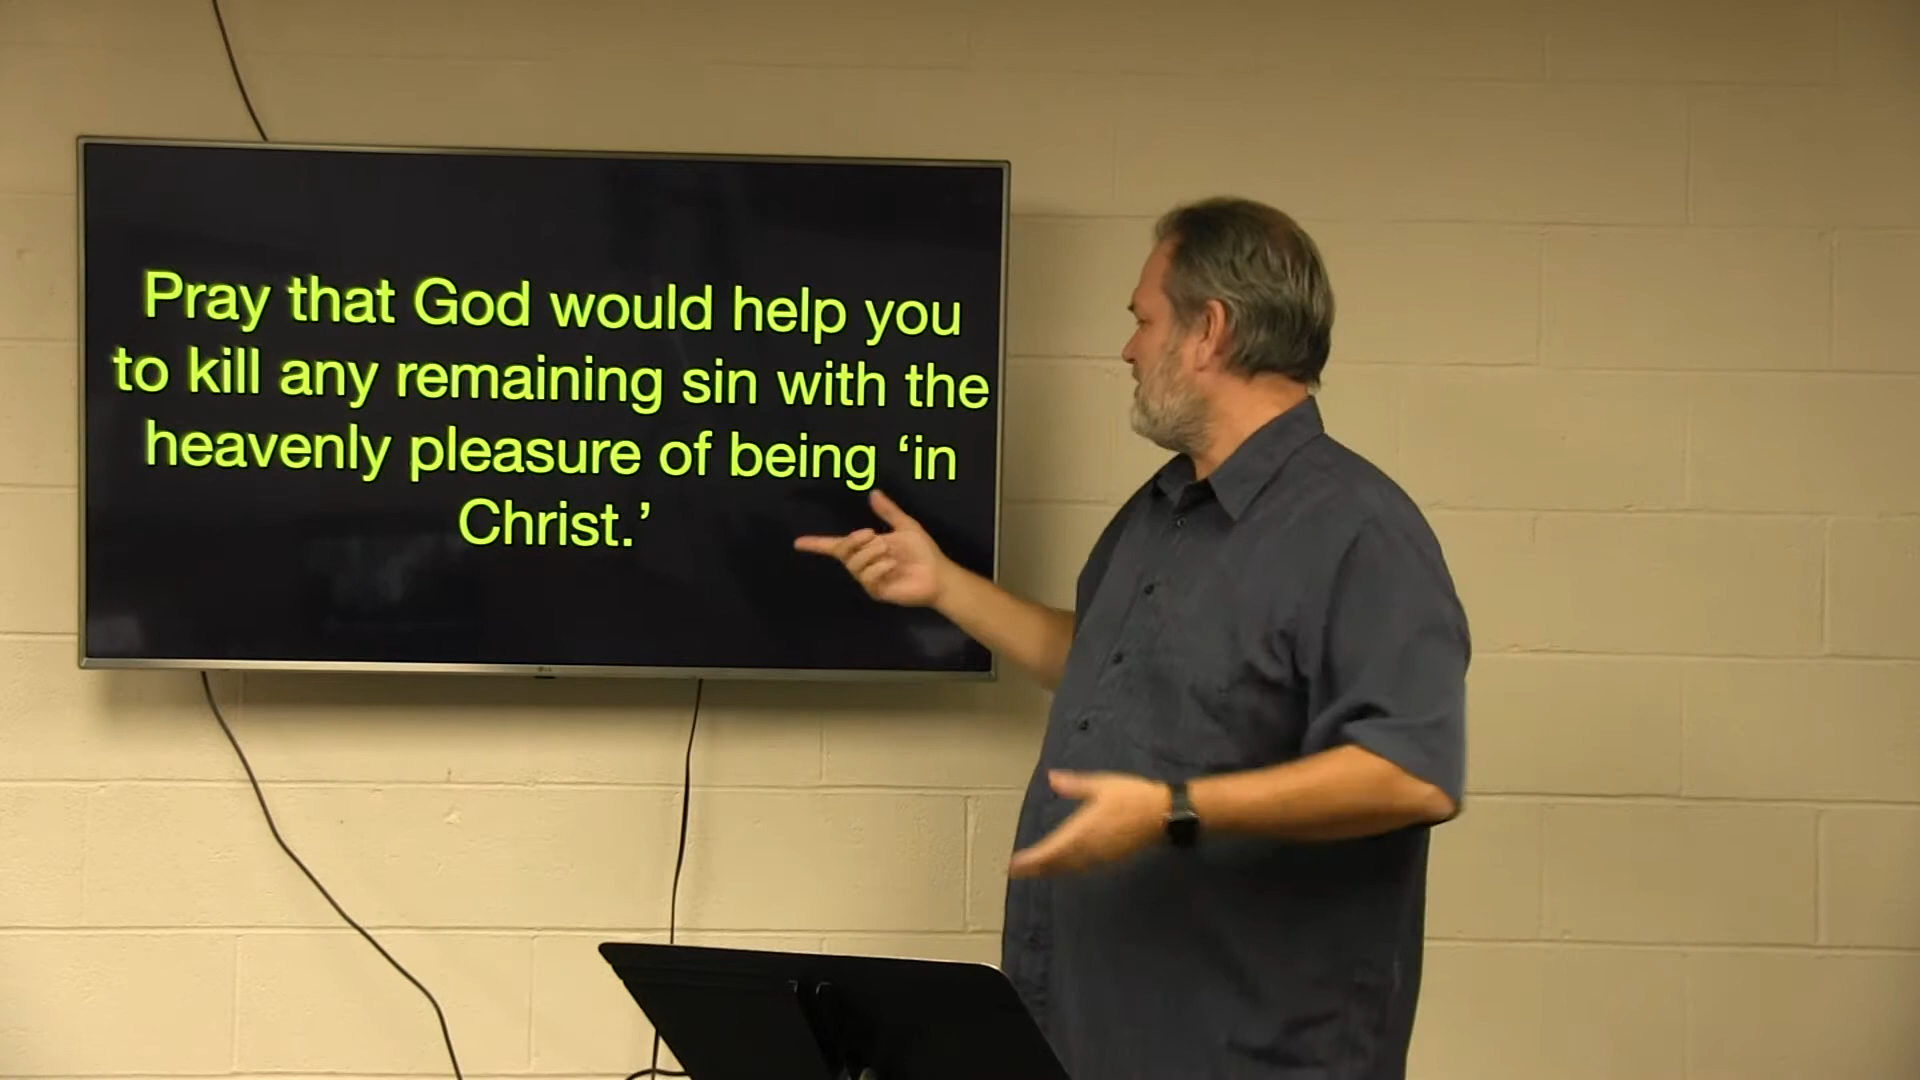 Pray that God would help you
to kill any remaining sin with the
heavenly pleasure of being ‘in
Christ.’
LG